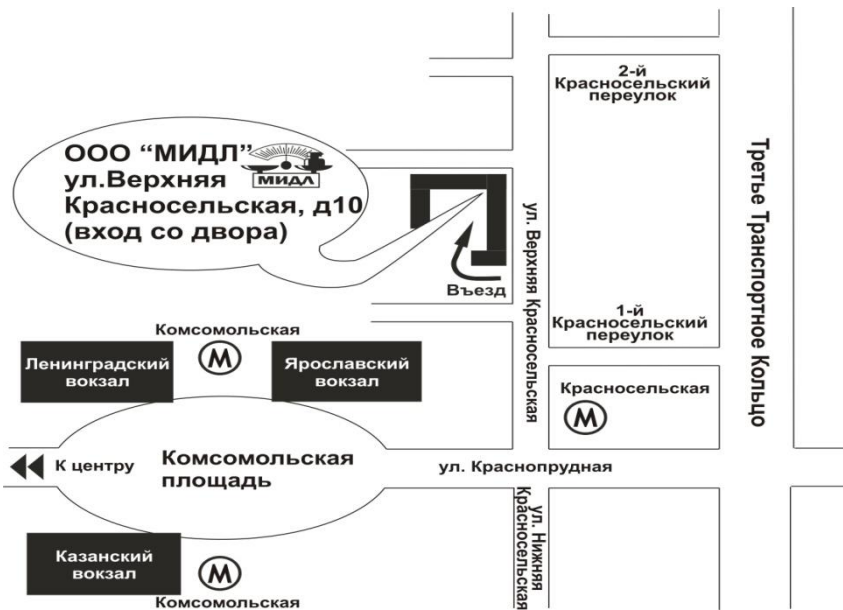 2-й
Красносельский
переулок
Третье Транспортное Кольцо
ООО “МИДЛ”
ул.Верхняя
Красносельская, д10
(вход со двора)
МИДЛ
ул. Верхняя Красносельская
Въезд
1-й
Красносельский
переулок
Комсомольская
М
Ленинградский
вокзал
Ярославский
вокзал
Красносельская
М
К центру
Комсомольская
площадь
ул. Краснопрудная
ул. Нижняя
Красносельская
Казанский
вокзал
М
Комсомольская